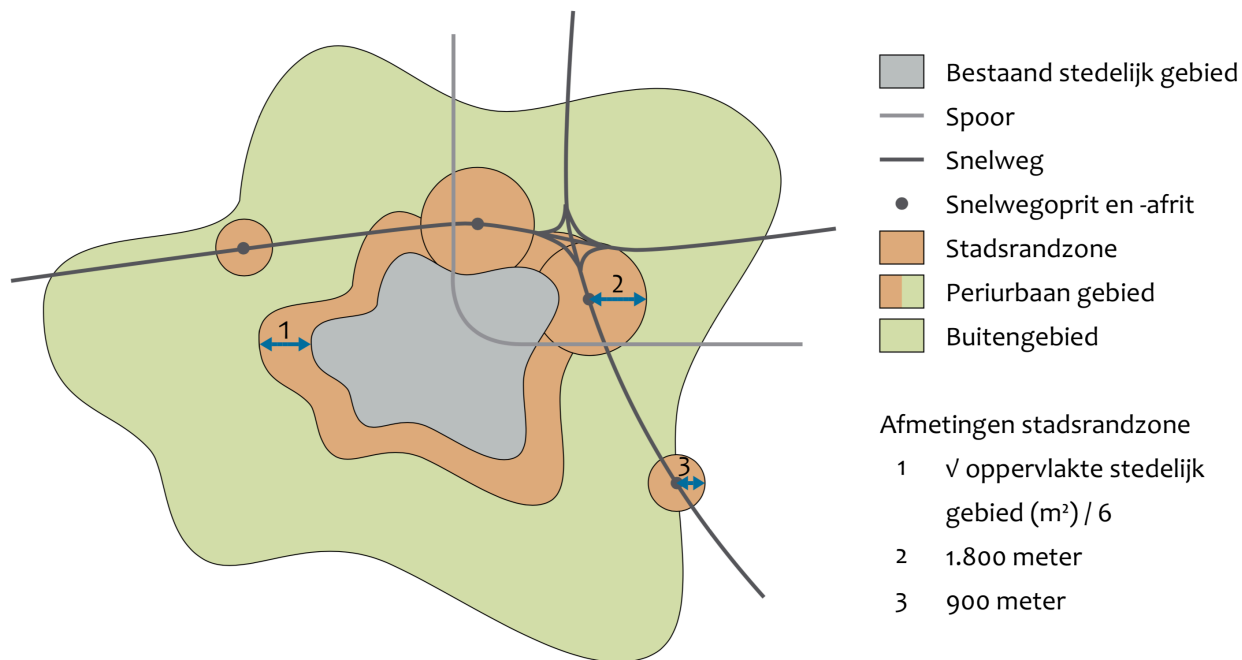 Bestaand stedelijk gebied
Spoor
Snelweg
Snelwegoprit en -afrit
Stadsrandzone
Periurbaan gebied
Buitengebied
Afmetingen stadsrandzone
1 √ oppervlakte stedelijk
gebied (m²) / 6
2 1.800 meter
3 900 meter
2
1
3